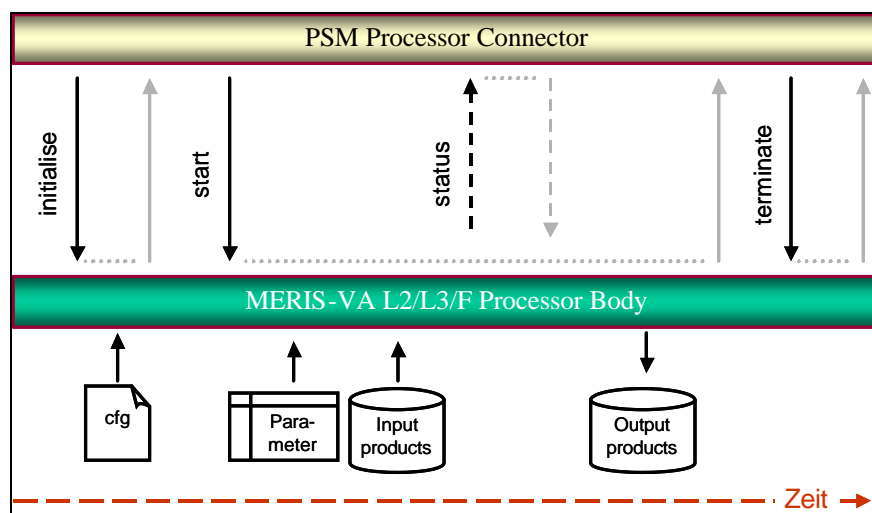 PSM Processor Connector
initialise
start
status
terminate
MERIS-VA L2/L3/F Processor Body
cfg
Para-
meter
Input
products
Output
products
Zeit